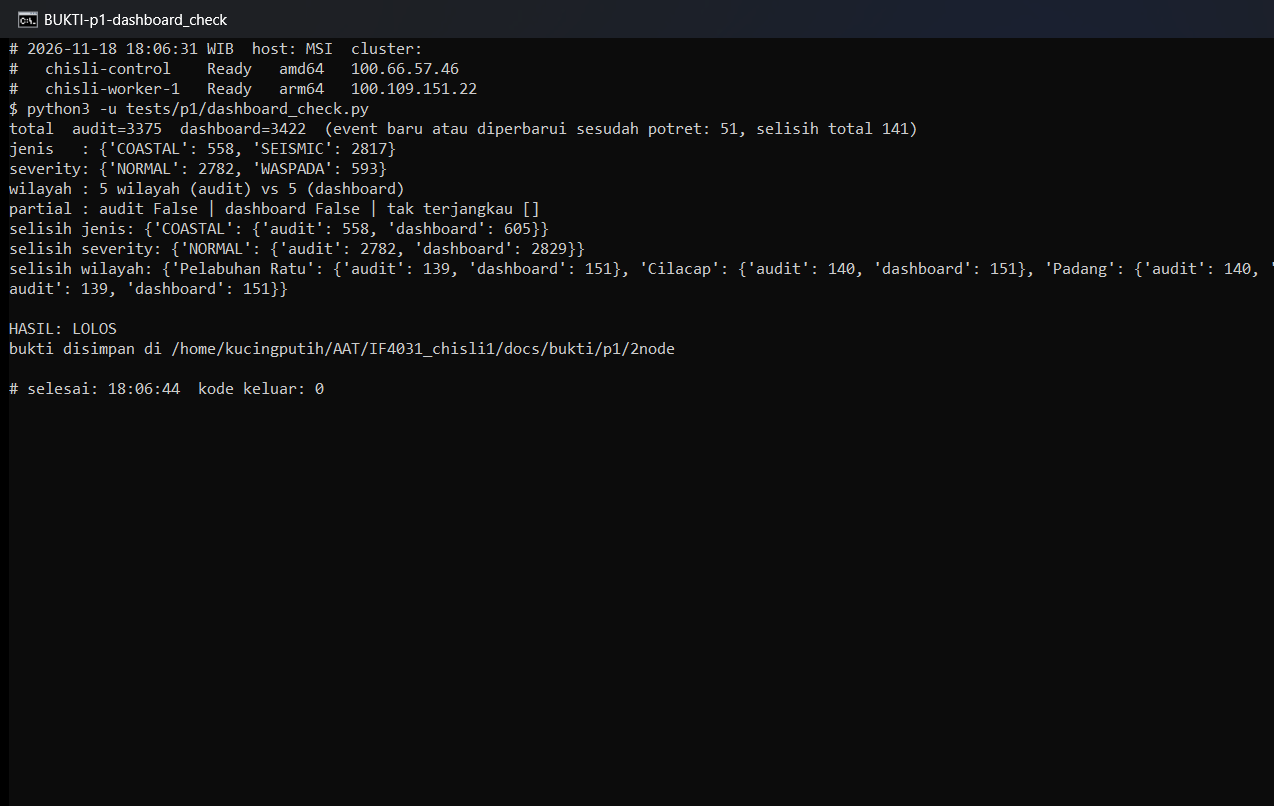 BUKTI-p1-dashboard_check
# 2026-11-18 18:06:31 WIB  host: MSI  cluster:
#   chisli-control    Ready   amd64   100.66.57.46
#   chisli-worker-1   Ready   arm64   100.109.151.22
$ python3 -u tests/p1/dashboard_check.py
total  audit=3375  dashboard=3422  (event baru atau diperbarui sesudah potret: 51, selisih total 141)
jenis   : {'COASTAL': 558, 'SEISMIC': 2817}
severity: {'NORMAL': 2782, 'WASPADA': 593}
wilayah : 5 wilayah (audit) vs 5 (dashboard)
partial : audit False | dashboard False | tak terjangkau []
selisih jenis: {'COASTAL': {'audit': 558, 'dashboard': 605}}
selisih severity: {'NORMAL': {'audit': 2782, 'dashboard': 2829}}
selisih wilayah: {'Pelabuhan Ratu': {'audit': 139, 'dashboard': 151}, 'Cilacap': {'audit': 140, 'dashboard': 151}, 'Padang': {'audit': 140, '
audit': 139, 'dashboard': 151}}
HASIL: LOLOS
bukti disimpan di /home/kucingputih/AAT/IF4031_chisli1/docs/bukti/p1/2node
# selesai: 18:06:44  kode keluar: 0